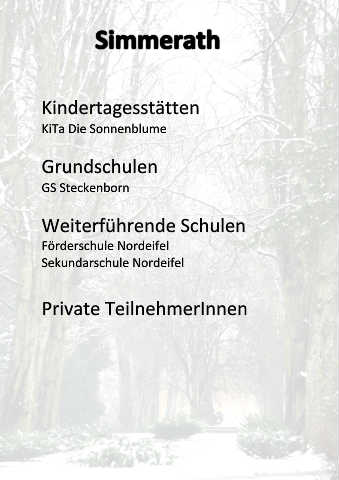 Simmerath
Kindertagesstätten
KiTa Die Sonnenblume
Grundschulen
GS Steckenborn
Weiterführende Schulen
Förderschule Nordeifel
Sekundarschule Nordeifel
Private TeilnehmerInnen